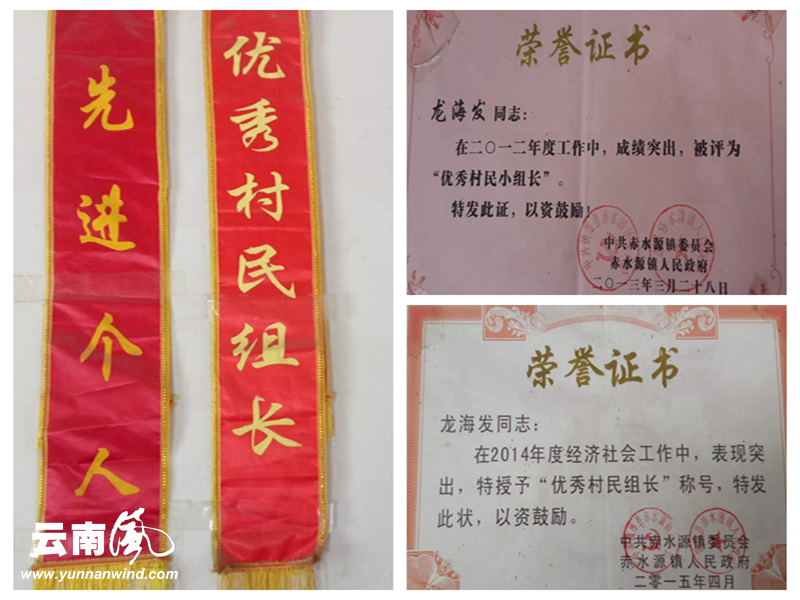 先进个人
优秀村民组长
荣誉证书
龙海发同志：
在二〇一二年度工作中，成绩突出，被评为
“优秀村民小组长”。
特发此证，以资鼓励！
中共赤水源镇委员会
赤水源镇人民政府
二〇一三年三月二十八日
荣誉证书
龙海发同志：
在2014年度经济社会工作中，表现突
出，特授予“优秀村民组长”称号，特发
此状，以资鼓励。
中共赤水源镇委员会
赤水源镇人民政府
二零一五年四月
云南风
www.yunnanwind.com